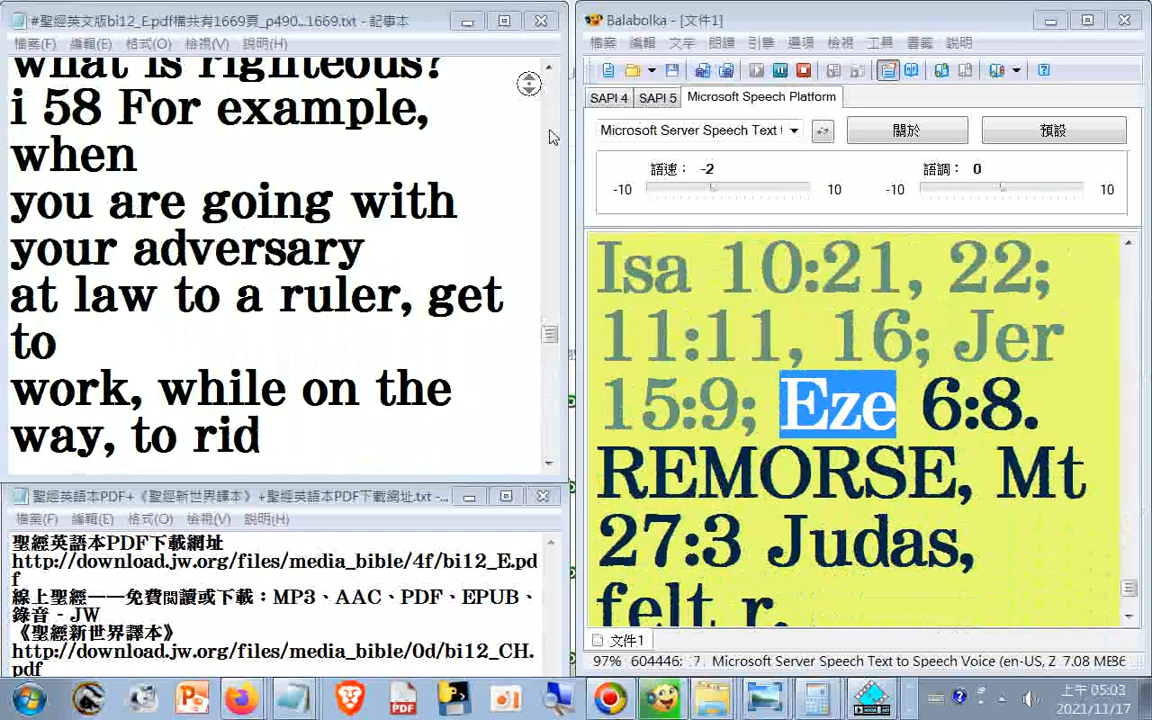 #聖經英文版bi12_E.pdf檔共有1669頁_p490...1669.txt - 記事本
檔案(F) 編輯(E) 格式(O) 檢視(V) 說明(H)
what is righteous?
i 58 For example,
when
you are going with
your adversary
at law to a ruler, get
to
work, while on the
way, to rid
聖經英語本PDF+《聖經新世界譯本》+聖經英語本PDF下載網址.txt -...
檔案(F) 編輯(E) 格式(O) 檢視(V) 說明(H)
聖經英語本PDF下載網址
http://download.jw.org/files/media_bible/4f/bi12_E.pd
f
線上聖經——免費閱讀或下載：MP3、AAC、PDF、EPUB、
錄音 - JW
《聖經新世界譯本》
http://download.jw.org/files/media_bible/0d/bi12_CH.
pdf
Balabolka - [文件1]
檔案 編輯 文字 朗讀 引擎 選項 檢視 工具 書籤 說明
SAPI 4 SAPI 5 Microsoft Speech Platform
Microsoft Server Speech Text 關於 預設
語速： -2 語調： 0
-10 10 -10 10
Isa 10:21, 22;
11:11, 16; Jer
15:9; Eze 6:8.
REMORSE, Mt
27:3 Judas,
felt r.
文件1
97% 604446: Microsoft Server Speech Text to Speech Voice (en-US, Z 7.08 MB
上午 05:03
2021/11/17